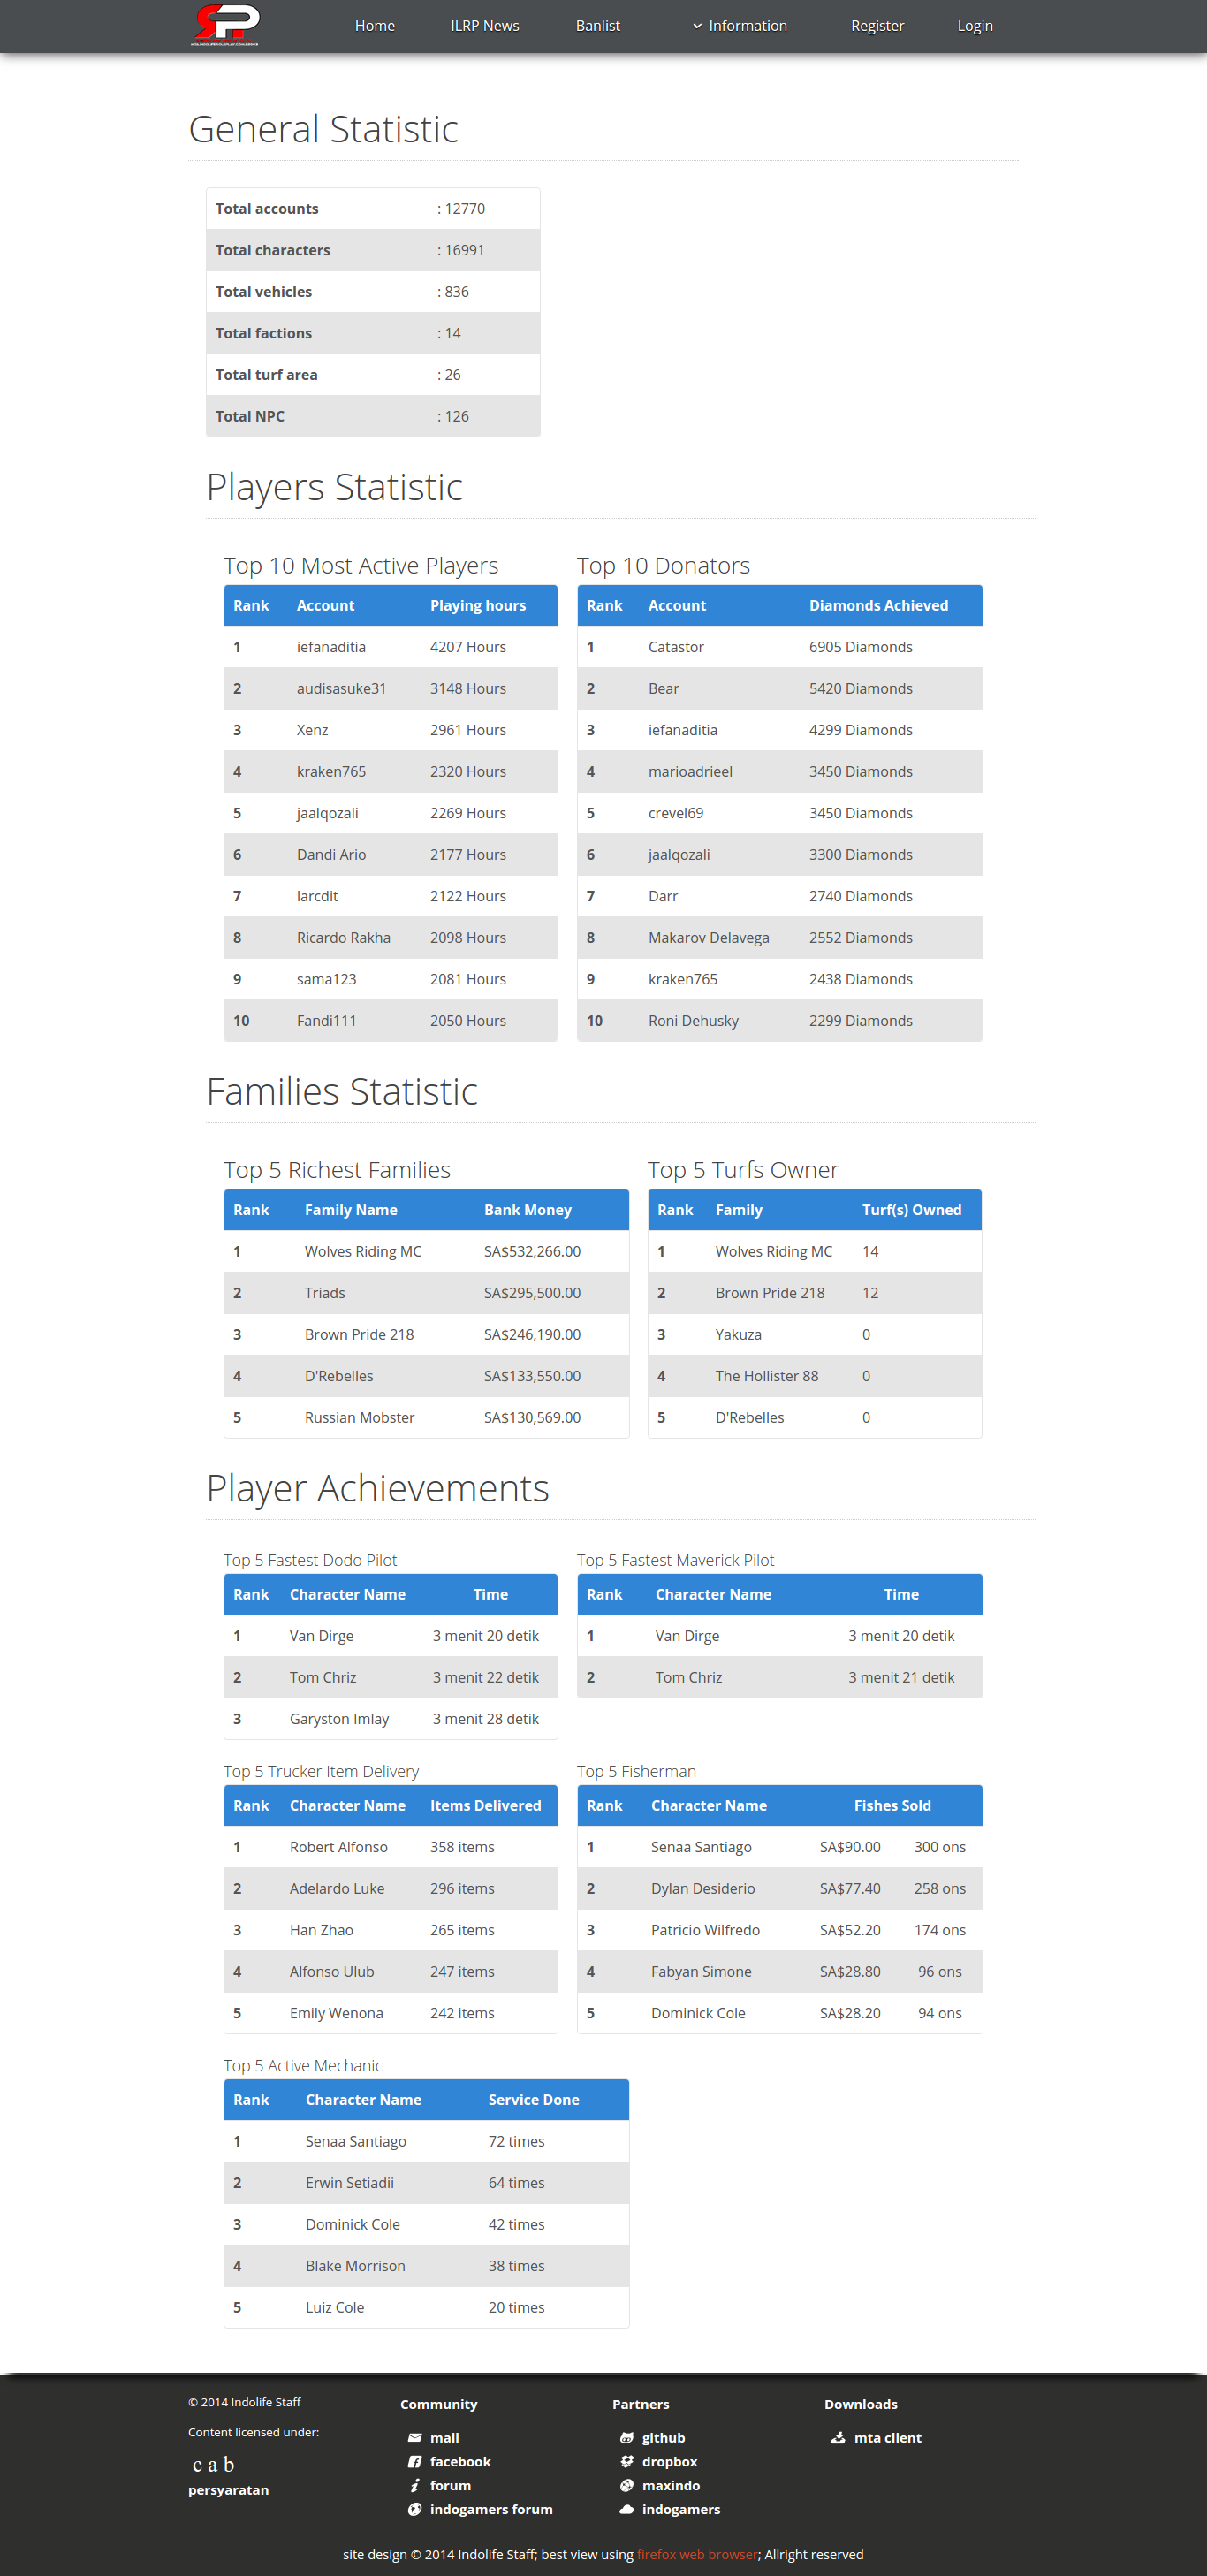 RP
Home ILRP News Banlist Information Register Login
General Statistic
Total accounts : 12770
Total characters : 16991
Total vehicles : 836
Total factions : 14
Total turf area : 26
Total NPC : 126
Players Statistic
Top 10 Most Active Players
Rank Account Playing hours
1 iefanaditia 4207 Hours
2 audisasuke31 3148 Hours
3 Xenz 2961 Hours
4 kraken765 2320 Hours
5 jaalqozali 2269 Hours
6 Dandi Ario 2177 Hours
7 larcdit 2122 Hours
8 Ricardo Rakha 2098 Hours
9 sama123 2081 Hours
10 Fandi111 2050 Hours
Top 10 Donators
Rank Account Diamonds Achieved
1 Catastor 6905 Diamonds
2 Bear 5420 Diamonds
3 iefanaditia 4299 Diamonds
4 marioadrieel 3450 Diamonds
5 crevel69 3450 Diamonds
6 jaalqozali 3300 Diamonds
7 Darr 2740 Diamonds
8 Makarov Delavega 2552 Diamonds
9 kraken765 2438 Diamonds
10 Roni Dehusky 2299 Diamonds
Families Statistic
Top 5 Richest Families
Rank Family Name Bank Money
1 Wolves Riding MC SA$532,266.00
2 Triads SA$295,500.00
3 Brown Pride 218 SA$246,190.00
4 D'Rebelles SA$133,550.00
5 Russian Mobster SA$130,569.00
Top 5 Turfs Owner
Rank Family Turf(s) Owned
1 Wolves Riding MC 14
2 Brown Pride 218 12
3 Yakuza 0
4 The Hollister 88 0
5 D'Rebelles 0
Player Achievements
Top 5 Fastest Dodo Pilot
Rank Character Name Time
1 Van Dirge 3 menit 20 detik
2 Tom Chriz 3 menit 22 detik
3 Garyston Imlay 3 menit 28 detik
Top 5 Fastest Maverick Pilot
Rank Character Name Time
1 Van Dirge 3 menit 20 detik
2 Tom Chriz 3 menit 21 detik
Top 5 Trucker Item Delivery
Rank Character Name Items Delivered
1 Robert Alfonso 358 items
2 Adelardo Luke 296 items
3 Han Zhao 265 items
4 Alfonso Ulub 247 items
5 Emily Wenona 242 items
Top 5 Fisherman
Rank Character Name Fishes Sold
1 Senaa Santiago SA$90.00 300 ons
2 Dylan Desiderio SA$77.40 258 ons
3 Patricio Wilfredo SA$52.20 174 ons
4 Fabyan Simone SA$28.80 96 ons
5 Dominick Cole SA$28.20 94 ons
Top 5 Active Mechanic
Rank Character Name Service Done
1 Senaa Santiago 72 times
2 Erwin Setiadii 64 times
3 Dominick Cole 42 times
4 Blake Morrison 38 times
5 Luiz Cole 20 times
© 2014 Indolife Staff
Content licensed under:
c a b
persyaratan
Community
mail
facebook
forum
indogamers forum
Partners
github
dropbox
maxindo
indogamers
Downloads
mta client
site design © 2014 Indolife Staff; best view using firefox web browser; Allright reserved